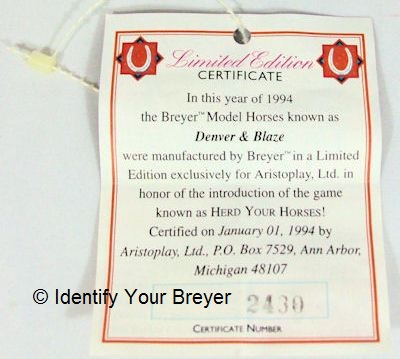 Limited Edition
CERTIFICATE
In this year of 1994
the Breyer™ Model Horses known as
Denver & Blaze
were manufactured by Breyer™ in a Limited
Edition exclusively for Aristoplay, Ltd. in
honor of the introduction of the game
known as HERD YOUR HORSES!
Certified on January 01, 1994 by
Aristoplay, Ltd., P.O. Box 7529, Ann Arbor,
Michigan 48107
© Identify Your Breyer
2430
CERTIFICATE NUMBER